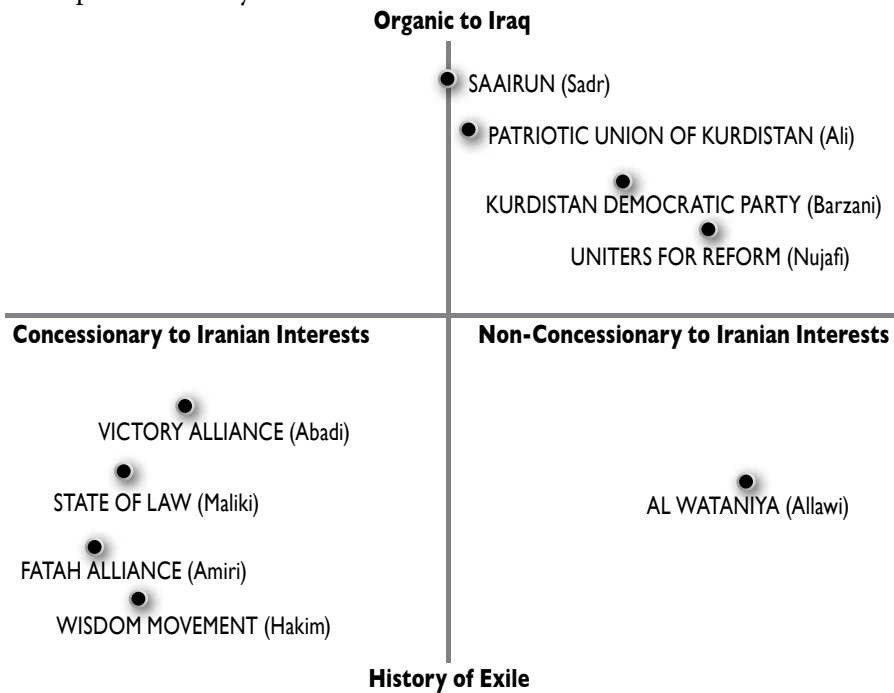 Organic to Iraq
SAAIRUN (Sadr)
PATRIOTIC UNION OF KURDISTAN (Ali)
KURDISTAN DEMOCRATIC PARTY (Barzani)
UNITERS FOR REFORM (Nujafi)
Concessionary to Iranian Interests
Non-Concessionary to Iranian Interests
VICTORY ALLIANCE (Abadi)
STATE OF LAW (Maliki)
AL WATANIYA (Allawi)
FATAH ALLIANCE (Amiri)
WISDOM MOVEMENT (Hakim)
History of Exile